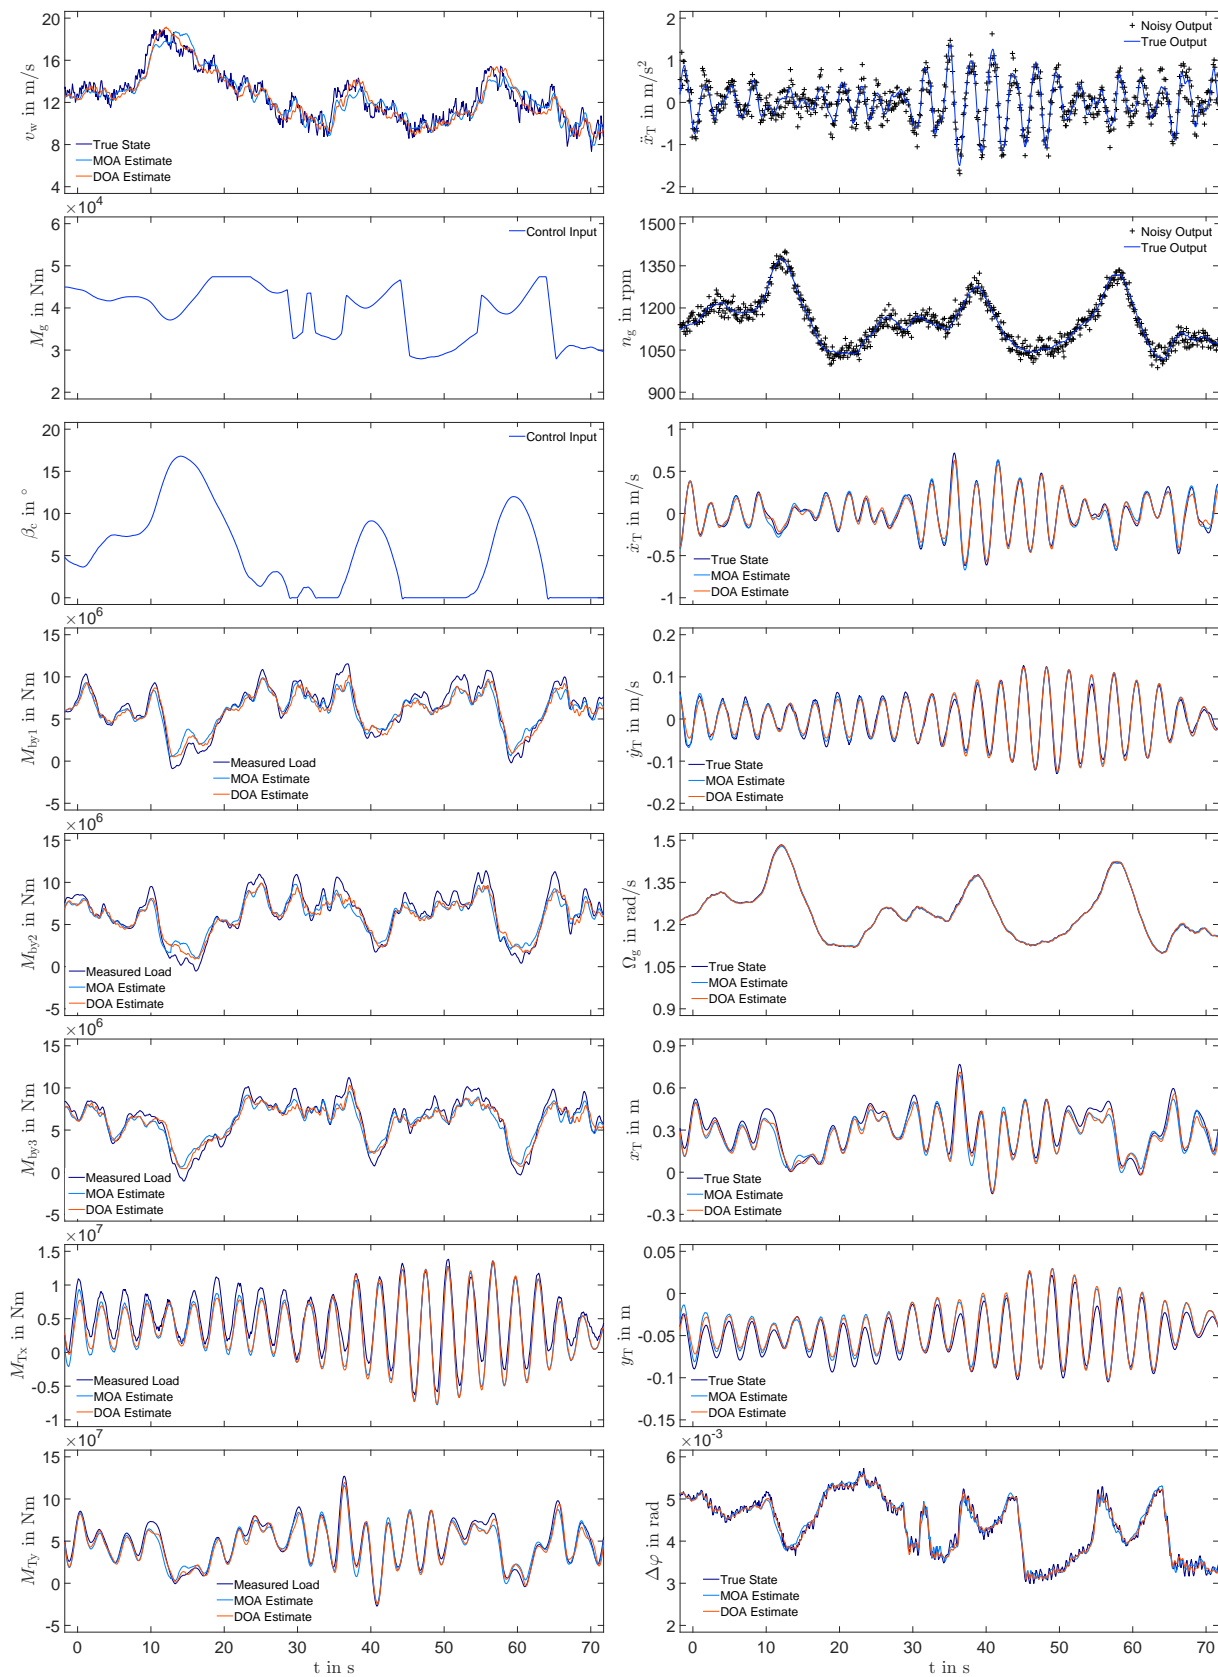 20
16
12
8
4
v_w in m/s
True State
MOA Estimate
DOA Estimate
2
1
0
-1
-2
ẍ_T in m/s²
Noisy Output
True Output
×10⁴
6
5
4
3
2
M_g in Nm
Control Input
1500
1350
1200
1050
900
n_g in rpm
Noisy Output
True Output
20
15
10
5
0
β_c in °
Control Input
1
0.5
0
-0.5
-1
ẋ_T in m/s
True State
MOA Estimate
DOA Estimate
×10⁶
15
10
5
0
-5
M_by1 in Nm
Measured Load
MOA Estimate
DOA Estimate
0.2
0.1
0
-0.1
-0.2
ẏ_T in m/s
True State
MOA Estimate
DOA Estimate
×10⁶
15
10
5
0
-5
M_by2 in Nm
Measured Load
MOA Estimate
DOA Estimate
1.5
1.35
1.2
1.05
0.9
Ω_g in rad/s
True State
MOA Estimate
DOA Estimate
×10⁶
15
10
5
0
-5
M_by3 in Nm
Measured Load
MOA Estimate
DOA Estimate
0.9
0.6
0.3
0
-0.3
x_T in m
True State
MOA Estimate
DOA Estimate
×10⁷
1.5
1
0.5
0
-0.5
-1
M_Tx in Nm
Measured Load
MOA Estimate
DOA Estimate
0.05
0
-0.05
-0.1
-0.15
y_T in m
True State
MOA Estimate
DOA Estimate
×10⁷
15
10
5
0
-5
M_Ty in Nm
Measured Load
MOA Estimate
DOA Estimate
0 10 20 30 40 50 60 70
t in s
×10⁻³
6
5
4
3
2
Δφ in rad
True State
MOA Estimate
DOA Estimate
0 10 20 30 40 50 60 70
t in s